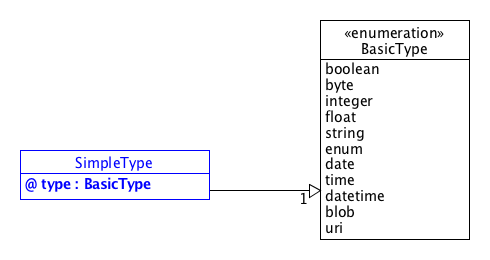 «enumeration»
BasicType
boolean
byte
integer
float
string
enum
date
time
datetime
blob
uri
SimpleType
@ type : BasicType
1